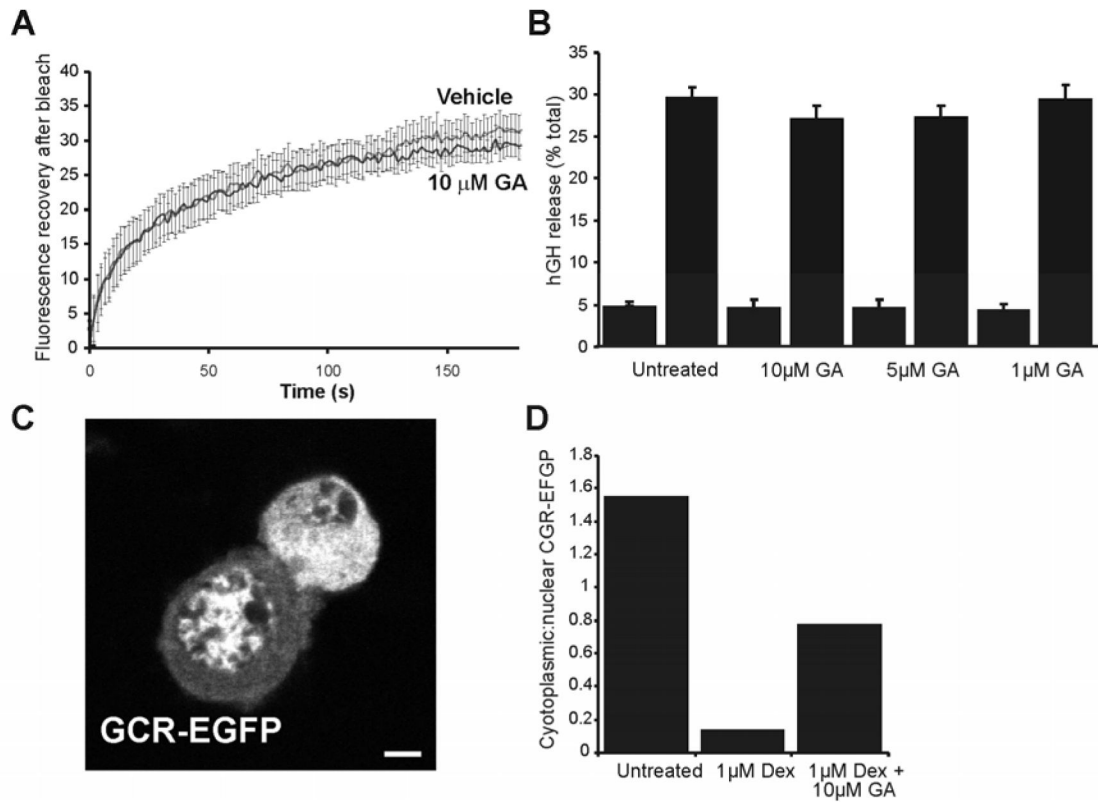 A
Fluorescence recovery after bleach
40
35
30
25
20
15
10
5
0
Vehicle
10 µM GA
0 50 100 150
Time (s)
B
hGH release (% total)
35
30
25
20
15
10
5
0
Untreated 10µM GA 5µM GA 1µM GA
C
GCR-EGFP
D
Cyotoplasmic:nuclear CGR-EFGP
1.8
1.6
1.4
1.2
1
0.8
0.6
0.4
0.2
0
Untreated 1µM Dex 1µM Dex +
10µM GA